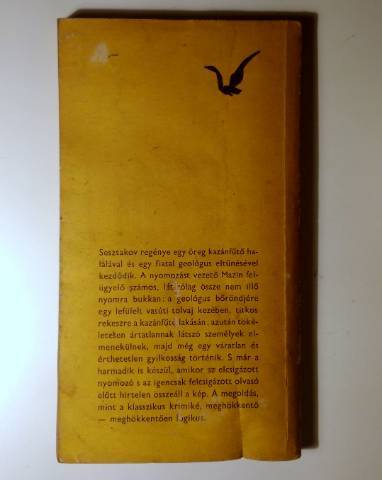 Sesztakov regénye egy öreg kazánfűtő ha-
lálával és egy fiatal geológus eltűnésével
kezdődik. A nyomozást vezető Mazin fel-
ügyelő számos, látszólag össze nem illő
nyomra bukkan: a geológus bőröndjére
egy lefülelt vasúti tolvaj kezében, titkos
rekeszre a kazánfűtő lakásán, azután töké-
letesen ártatlannak látszó személyek el-
menekülnek, majd még egy váratlan és
érthetetlen gyilkosság történik. S már a
harmadik is készül, amikor az elcsigázott
nyomozó s az igencsak felcsigázott olvasó
előtt hirtelen összeáll a kép. A megoldás,
mint a klasszikus krimiké, meghökkentő
— meghökkentően logikus.